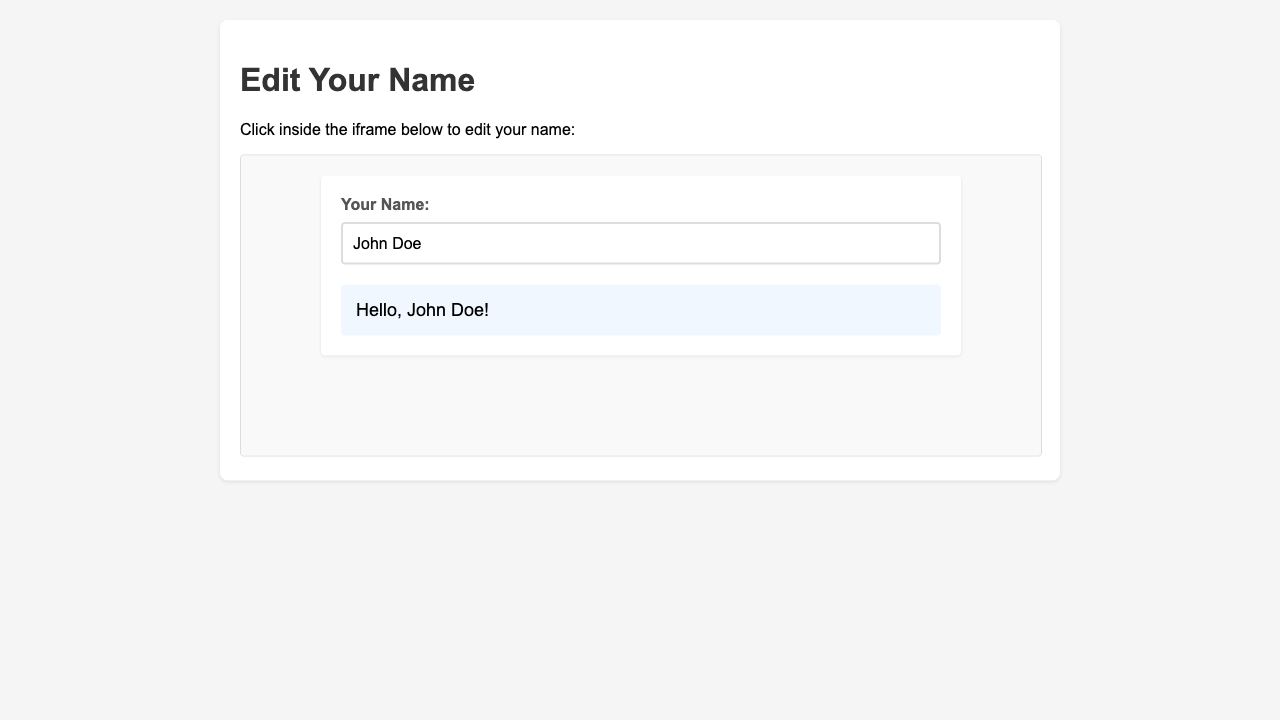 Edit Your Name
Click inside the iframe below to edit your name:
Your Name:
John Doe
Hello, John Doe!